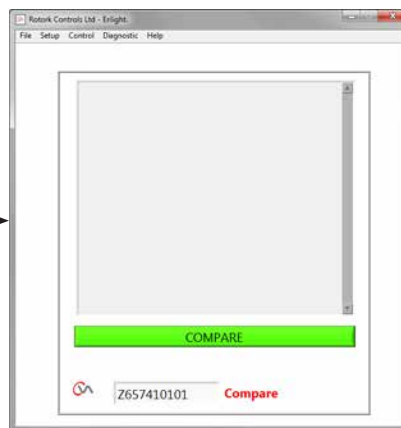 Rotork Controls Ltd - Enlight.
File Setup Control Diagnostic Help
COMPARE
Z657410101 Compare